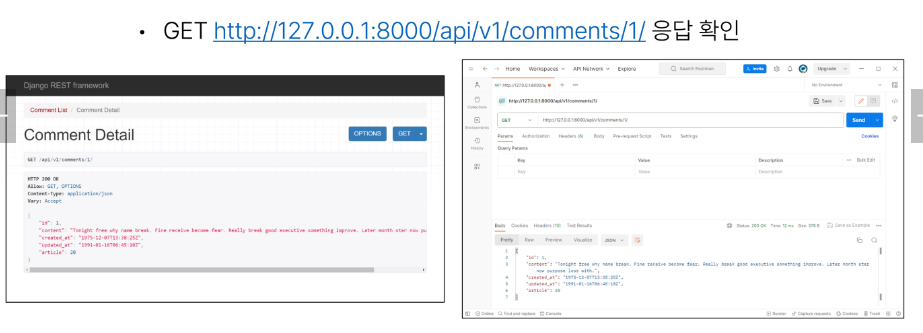 • GET http://127.0.0.1:8000/api/v1/comments/1/ 응답 확인
Django REST framework
Comment List / Comment Detail
Comment Detail
OPTIONS
GET
GET /api/v1/comments/1/
HTTP 200 OK
Allow: GET, OPTIONS
Content-Type: application/json
Vary: Accept
{
"id": 1,
"content": "Tonight free why name break. Fine receive become fear. Really break good executive something improve. Later month star now pu
"created_at": "1975-12-07T13:30:25Z",
"updated_at": "1991-01-16T06:45:10Z",
"article": 20
}
Home Workspaces API Network Explore
Search Postman
Invite
Upgrade
GET http://127.0.0.1:8000/a
No Environment
Collections
Environments
History
http://127.0.0.1:8000/api/v1/comments/1/
Save
GET
http://127.0.0.1:8000/api/v1/comments/1/
Send
Params Authorization Headers (6) Body Pre-request Script Tests Settings
Cookies
Query Params
Key Value Description Bulk Edit
Key Value Description
Body Cookies Headers (10) Test Results
Status: 200 OK Time: 12 ms
Save as Example
Pretty Raw Preview Visualize JSON
1 {
2 "id": 1,
3 "content": "Tonight free why name break. Fine receive become fear. Really break good executive something improve. Later month star
now purpose less with.",
4 "created_at": "1975-12-07T13:30:25Z",
5 "updated_at": "1991-01-16T06:45:10Z",
6 "article": 20
7 }
Online Find and replace Console
Runner Capture requests Cookies Trash